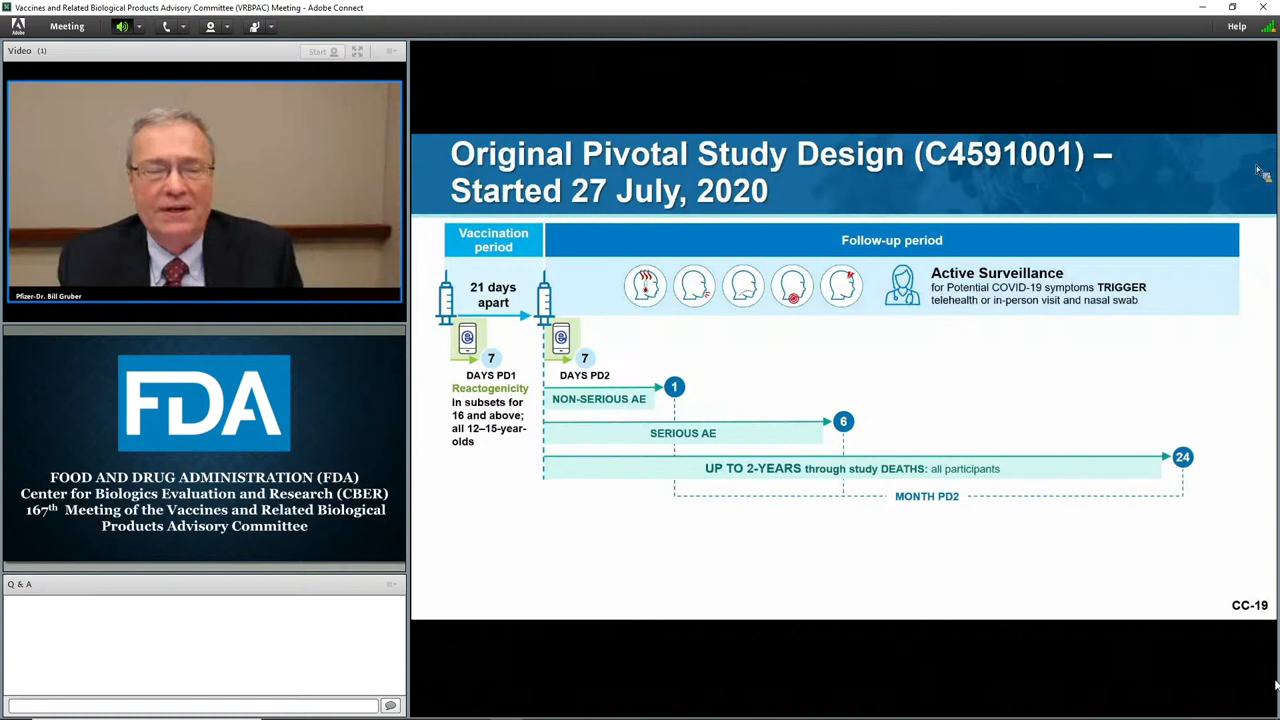 Vaccines and Related Biological Products Advisory Committee (VRBPAC) Meeting - Adobe Connect
Adobe
Meeting
Help
Video (1)
Start
Pfizer-Dr. Bill Gruber
FDA
FOOD AND DRUG ADMINISTRATION (FDA)
Center for Biologics Evaluation and Research (CBER)
167th Meeting of the Vaccines and Related Biological
Products Advisory Committee
Q & A
Original Pivotal Study Design (C4591001) –
Started 27 July, 2020
Vaccination
period
Follow-up period
21 days
apart
Active Surveillance
for Potential COVID-19 symptoms TRIGGER
telehealth or in-person visit and nasal swab
7
DAYS PD1
7
DAYS PD2
Reactogenicity
in subsets for
16 and above;
all 12–15-year-
olds
1
NON-SERIOUS AE
6
SERIOUS AE
24
UP TO 2-YEARS through study DEATHS: all participants
MONTH PD2
CC-19